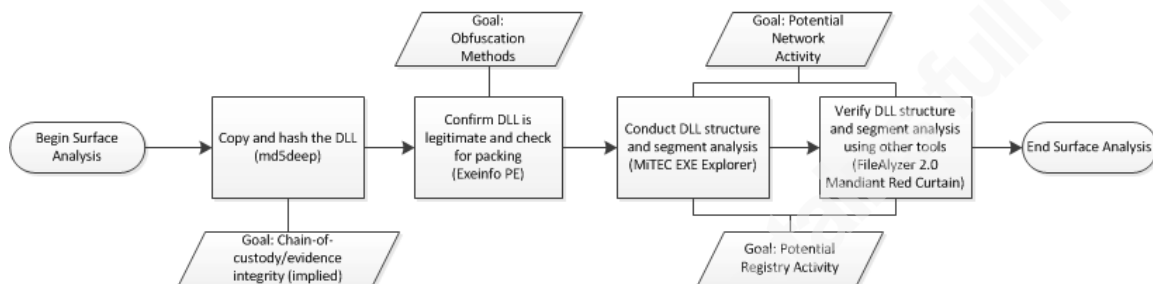 Goal:
Obfuscation
Methods
Goal: Potential
Network
Activity
Begin Surface
Analysis
Copy and hash the DLL
(md5deep)
Confirm DLL is
legitimate and check
for packing
(Exeinfo PE)
Conduct DLL structure
and segment analysis
(MiTEC EXE Explorer)
Verify DLL structure
and segment analysis
using other tools
(FileAlyzer 2.0
Mandiant Red Curtain)
End Surface Analysis
Goal: Chain-of-
custody/evidence
integrity (implied)
Goal: Potential
Registry Activity
full